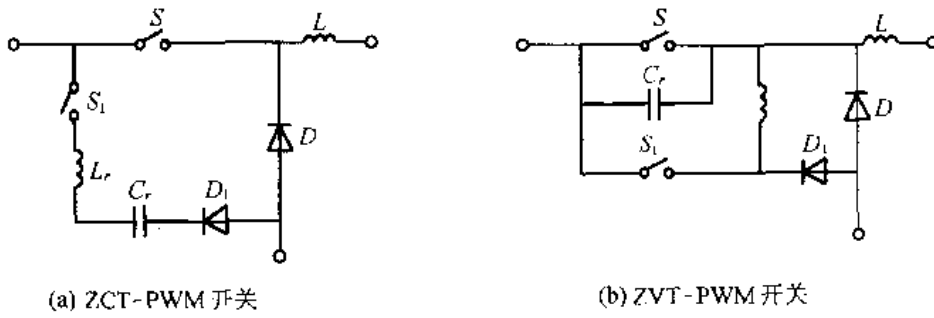 S
L
S₁
D
Lᵣ
Cᵣ
D₁
(a) ZCT-PWM 开关
S
L
Cᵣ
D
S₁
D₁
(b) ZVT-PWM 开关